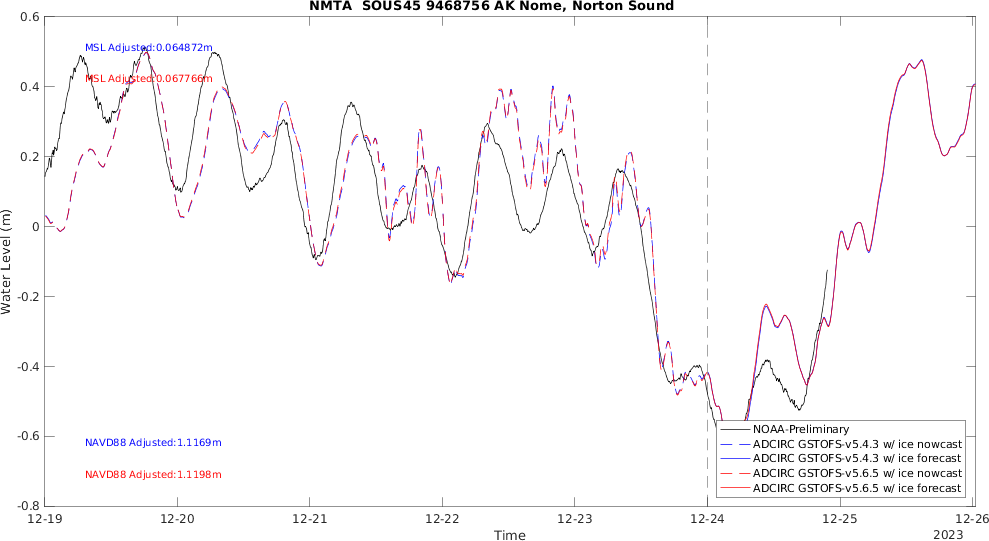 NMTA SOUS45 9468756 AK Nome, Norton Sound
0.6
0.4
0.2
0
-0.2
-0.4
-0.6
-0.8
Water Level (m)
MSL Adjusted:0.064872m
MSL Adjusted:0.067766m
NAVD88 Adjusted:1.1169m
NAVD88 Adjusted:1.1198m
NOAA-Preliminary
ADCIRC GSTOFS-v5.4.3 w/ ice nowcast
ADCIRC GSTOFS-v5.4.3 w/ ice forecast
ADCIRC GSTOFS-v5.6.5 w/ ice nowcast
ADCIRC GSTOFS-v5.6.5 w/ ice forecast
12-19 12-20 12-21 12-22 12-23 12-24 12-25 12-26
Time
2023